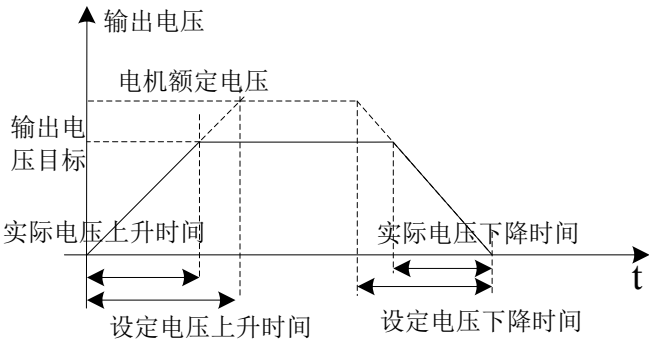 输出电压
电机额定电压
输出电
压目标
实际电压上升时间
实际电压下降时间
t
设定电压上升时间
设定电压下降时间